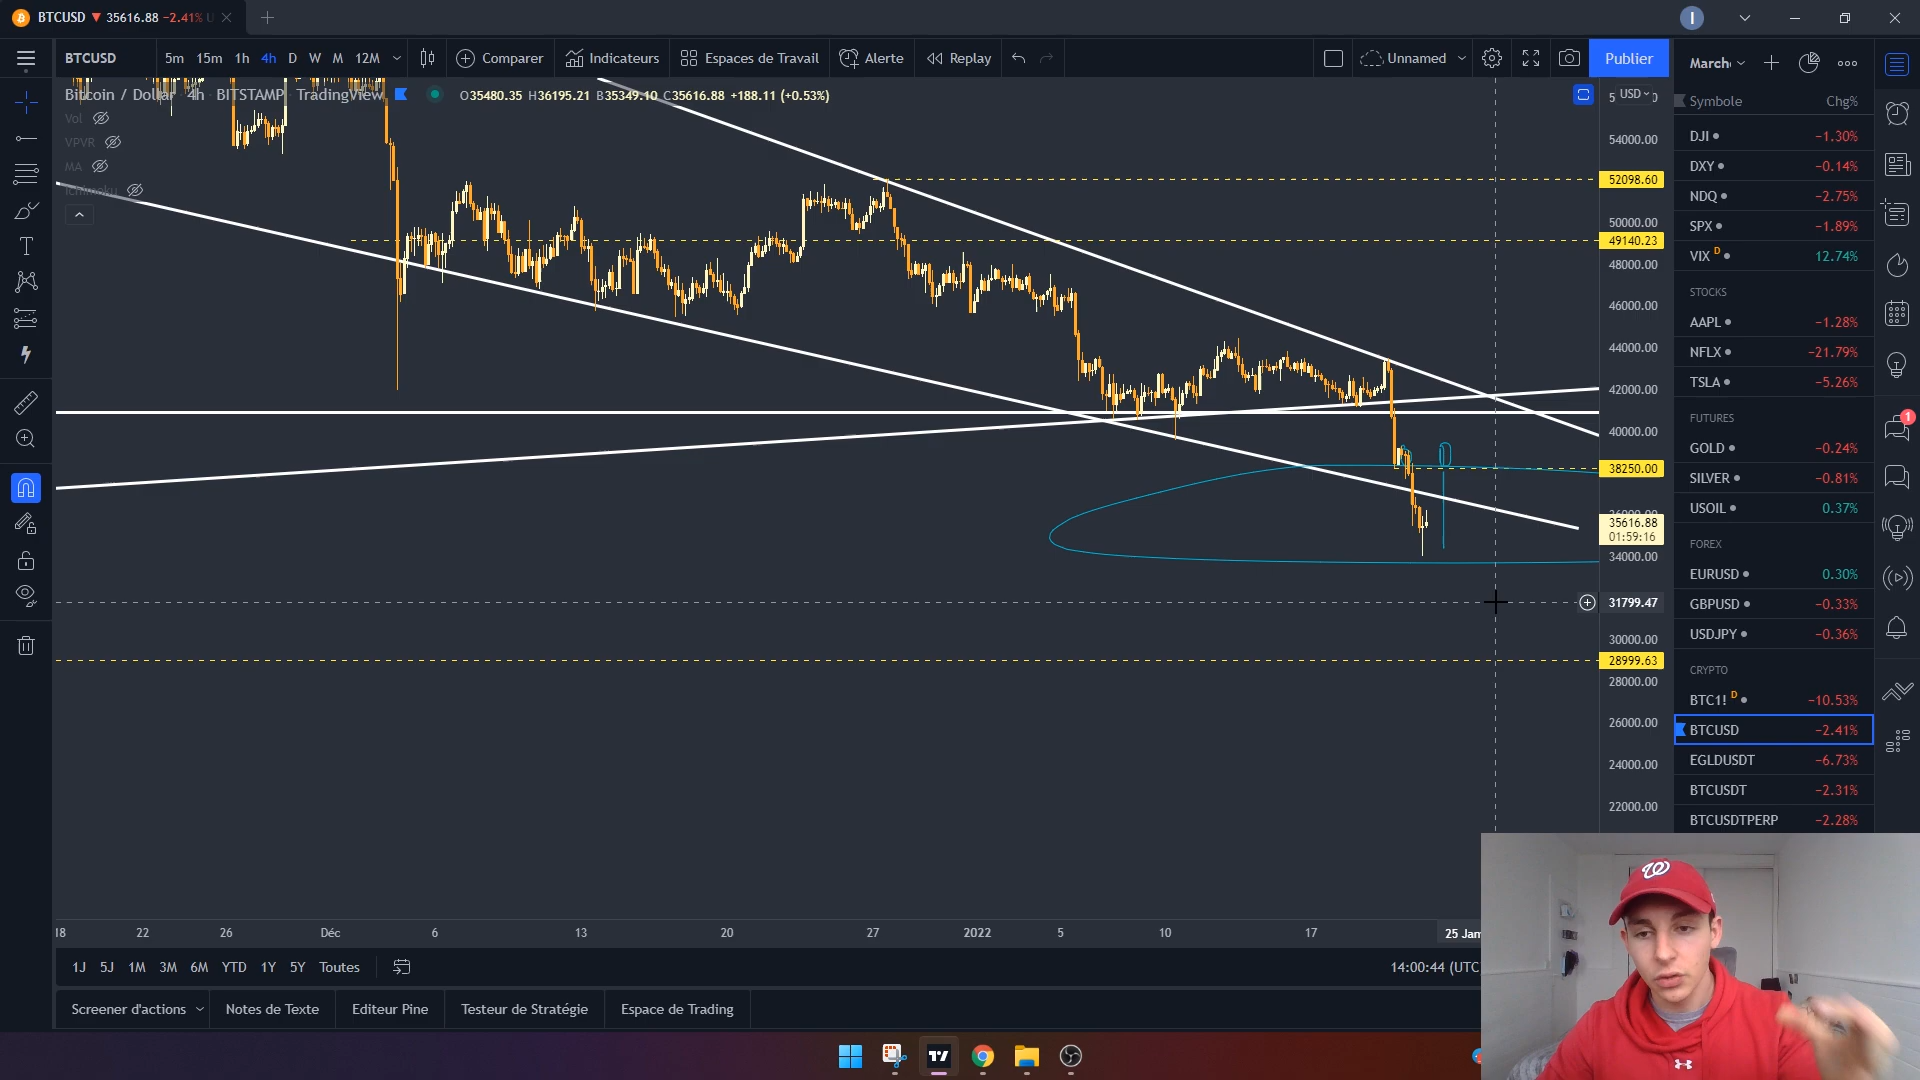 BTCUSD ▼ 35616.88 −2.41% U
I
BTCUSD 5m 15m 1h 4h D W M 12M Comparer Indicateurs Espaces de Travail Alerte Replay Unnamed Publier
Bitcoin / Dollar 4h BITSTAMP TradingView O35480.35 H36195.21 B35349.10 C35616.88 +188.11 (+0.53%)
Vol
VPVR
MA
Ichimoku
USD
54000.00
52098.60
50000.00
49140.23
48000.00
46000.00
44000.00
42000.00
40000.00
38250.00
36000.00
35616.88
01:59:16
34000.00
31799.47
30000.00
28999.63
28000.00
26000.00
24000.00
22000.00
March
Symbole Chg%
DJI −1.30%
DXY −0.14%
NDQ −2.75%
SPX −1.89%
VIX D 12.74%
STOCKS
AAPL −1.28%
NFLX −21.79%
TSLA −5.26%
FUTURES
GOLD −0.24%
SILVER −0.81%
USOIL 0.37%
FOREX
EURUSD 0.30%
GBPUSD −0.33%
USDJPY −0.36%
CRYPTO
BTC1! D −10.53%
BTCUSD −2.41%
EGLDUSDT −6.73%
BTCUSDT −2.31%
BTCUSDTPERP −2.28%
1
18 22 26 Déc 6 13 20 27 2022 5 10 17 25 Jan
1J 5J 1M 3M 6M YTD 1Y 5Y Toutes 14:00:44 (UTC
Screener d'actions Notes de Texte Editeur Pine Testeur de Stratégie Espace de Trading
W